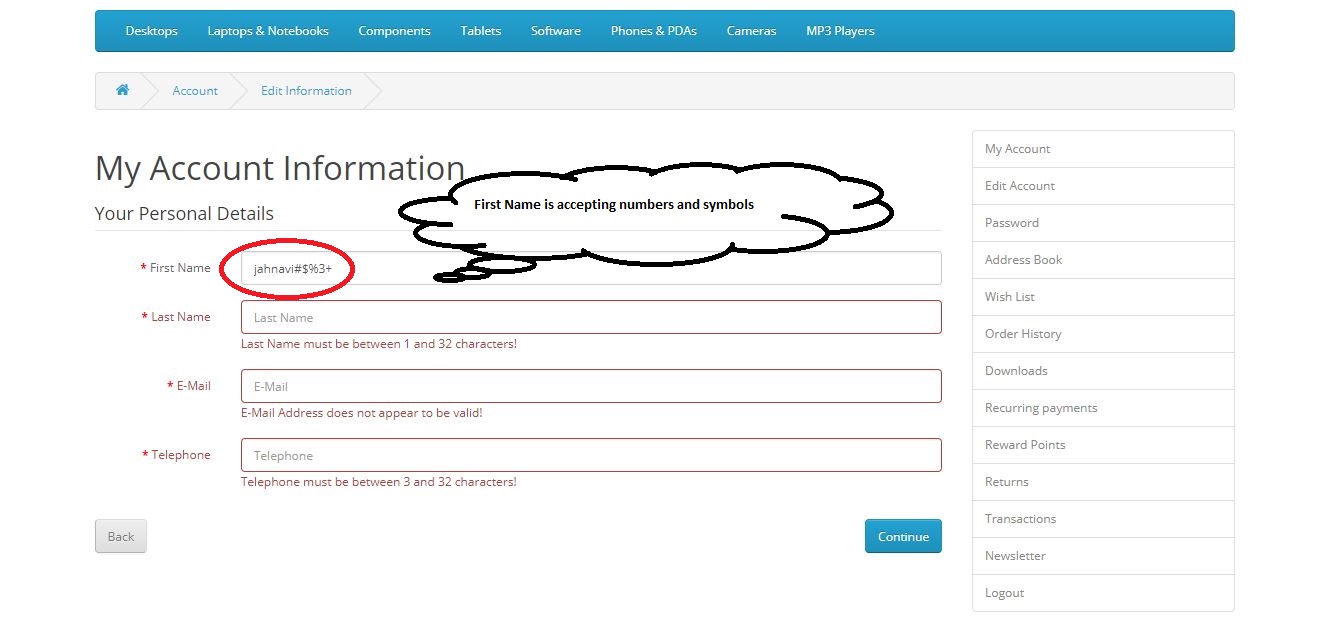 Desktops Laptops & Notebooks Components Tablets Software Phones & PDAs Cameras MP3 Players
Account Edit Information
My Account Information
First Name is accepting numbers and symbols
Your Personal Details
* First Name jahnavi#$%3+
* Last Name Last Name
Last Name must be between 1 and 32 characters!
* E-Mail E-Mail
E-Mail Address does not appear to be valid!
* Telephone Telephone
Telephone must be between 3 and 32 characters!
Back Continue
My Account
Edit Account
Password
Address Book
Wish List
Order History
Downloads
Recurring payments
Reward Points
Returns
Transactions
Newsletter
Logout